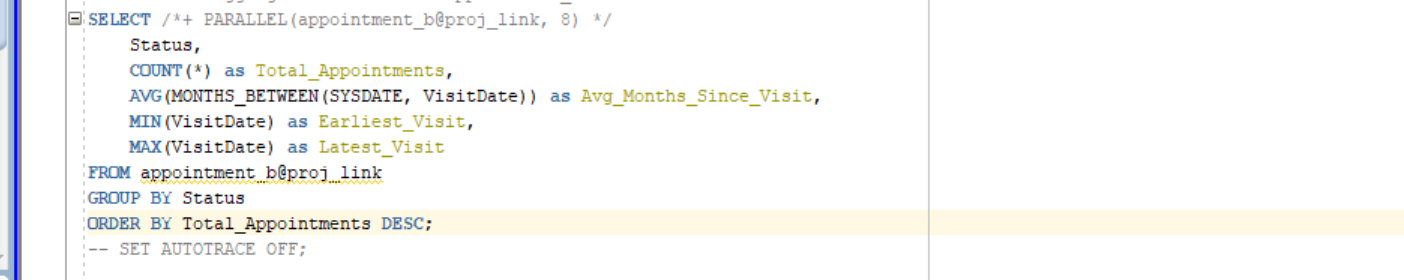 SELECT /*+ PARALLEL(appointment_b@proj_link, 8) */
Status,
COUNT(*) as Total_Appointments,
AVG(MONTHS_BETWEEN(SYSDATE, VisitDate)) as Avg_Months_Since_Visit,
MIN(VisitDate) as Earliest_Visit,
MAX(VisitDate) as Latest_Visit
FROM appointment_b@proj_link
GROUP BY Status
ORDER BY Total_Appointments DESC;
-- SET AUTOTRACE OFF;